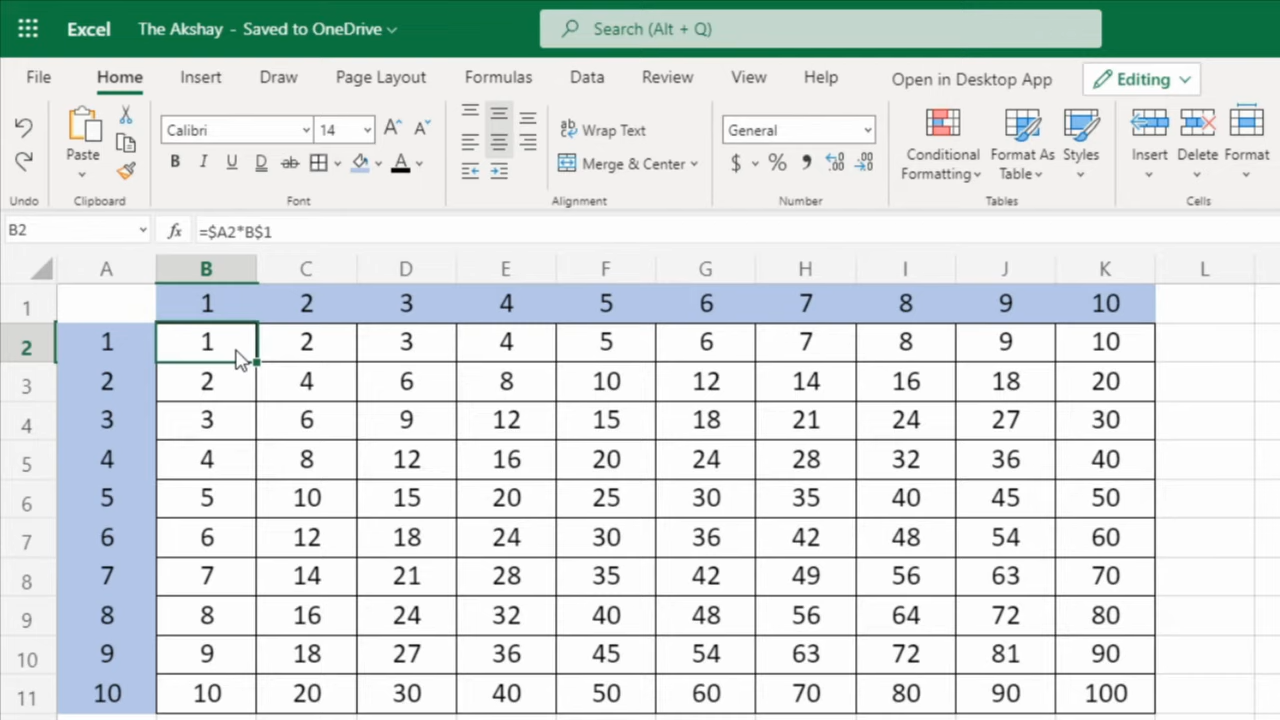 Excel The Akshay - Saved to OneDrive Search (Alt + Q)
File Home Insert Draw Page Layout Formulas Data Review View Help Open in Desktop App Editing
Paste Calibri 14 A A Wrap Text General Conditional Formatting Format As Table Styles Insert Delete Format
B I U D ab A Merge & Center $ % 9 .00
Undo Clipboard Font Alignment Number Tables Cells
B2 fx =$A2*B$1
A B C D E F G H I J K L
1 1 2 3 4 5 6 7 8 9 10
2 1 1 2 3 4 5 6 7 8 9 10
3 2 2 4 6 8 10 12 14 16 18 20
4 3 3 6 9 12 15 18 21 24 27 30
5 4 4 8 12 16 20 24 28 32 36 40
6 5 5 10 15 20 25 30 35 40 45 50
7 6 6 12 18 24 30 36 42 48 54 60
8 7 7 14 21 28 35 42 49 56 63 70
9 8 8 16 24 32 40 48 56 64 72 80
10 9 9 18 27 36 45 54 63 72 81 90
11 10 10 20 30 40 50 60 70 80 90 100